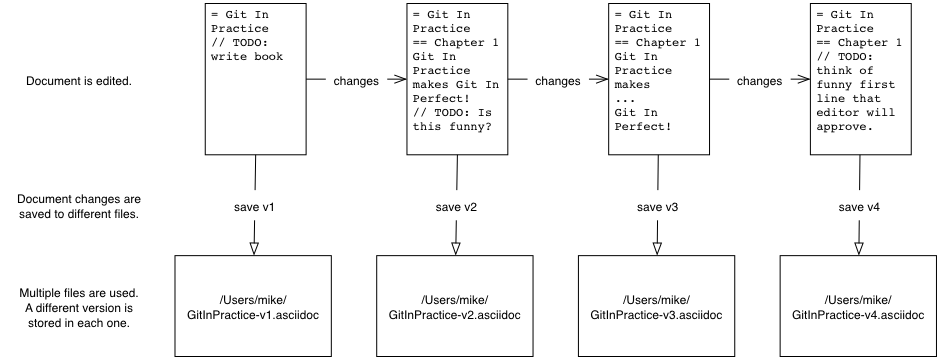 = Git In
Practice
// TODO:
write book
= Git In
Practice
== Chapter 1
Git In
Practice
makes Git In
Perfect!
// TODO: Is
this funny?
= Git In
Practice
== Chapter 1
Git In
Practice
makes
...
Git In
Perfect!
= Git In
Practice
== Chapter 1
// TODO:
think of
funny first
line that
editor will
approve.
Document is edited.
changes
changes
changes
Document changes are
saved to different files.
save v1
save v2
save v3
save v4
Multiple files are used.
A different version is
stored in each one.
/Users/mike/
GitInPractice-v1.asciidoc
/Users/mike/
GitInPractice-v2.asciidoc
/Users/mike/
GitInPractice-v3.asciidoc
/Users/mike/
GitInPractice-v4.asciidoc